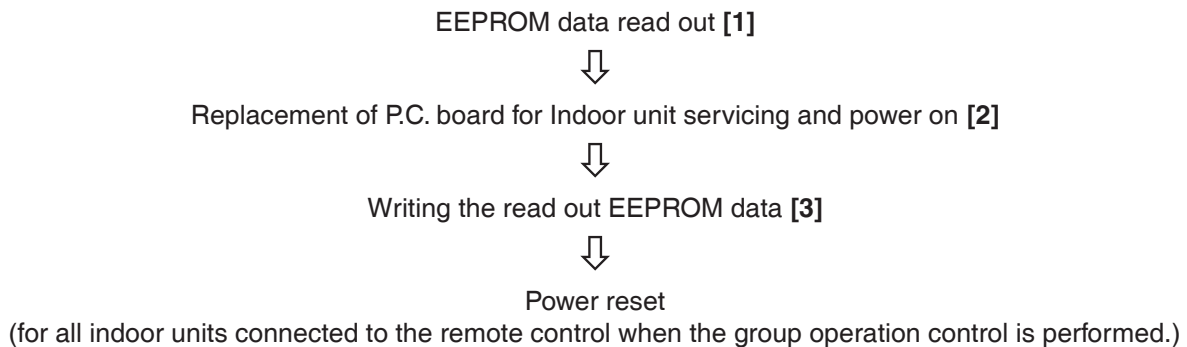 EEPROM data read out [1]
Replacement of P.C. board for Indoor unit servicing and power on [2]
Writing the read out EEPROM data [3]
Power reset
(for all indoor units connected to the remote control when the group operation control is performed.)